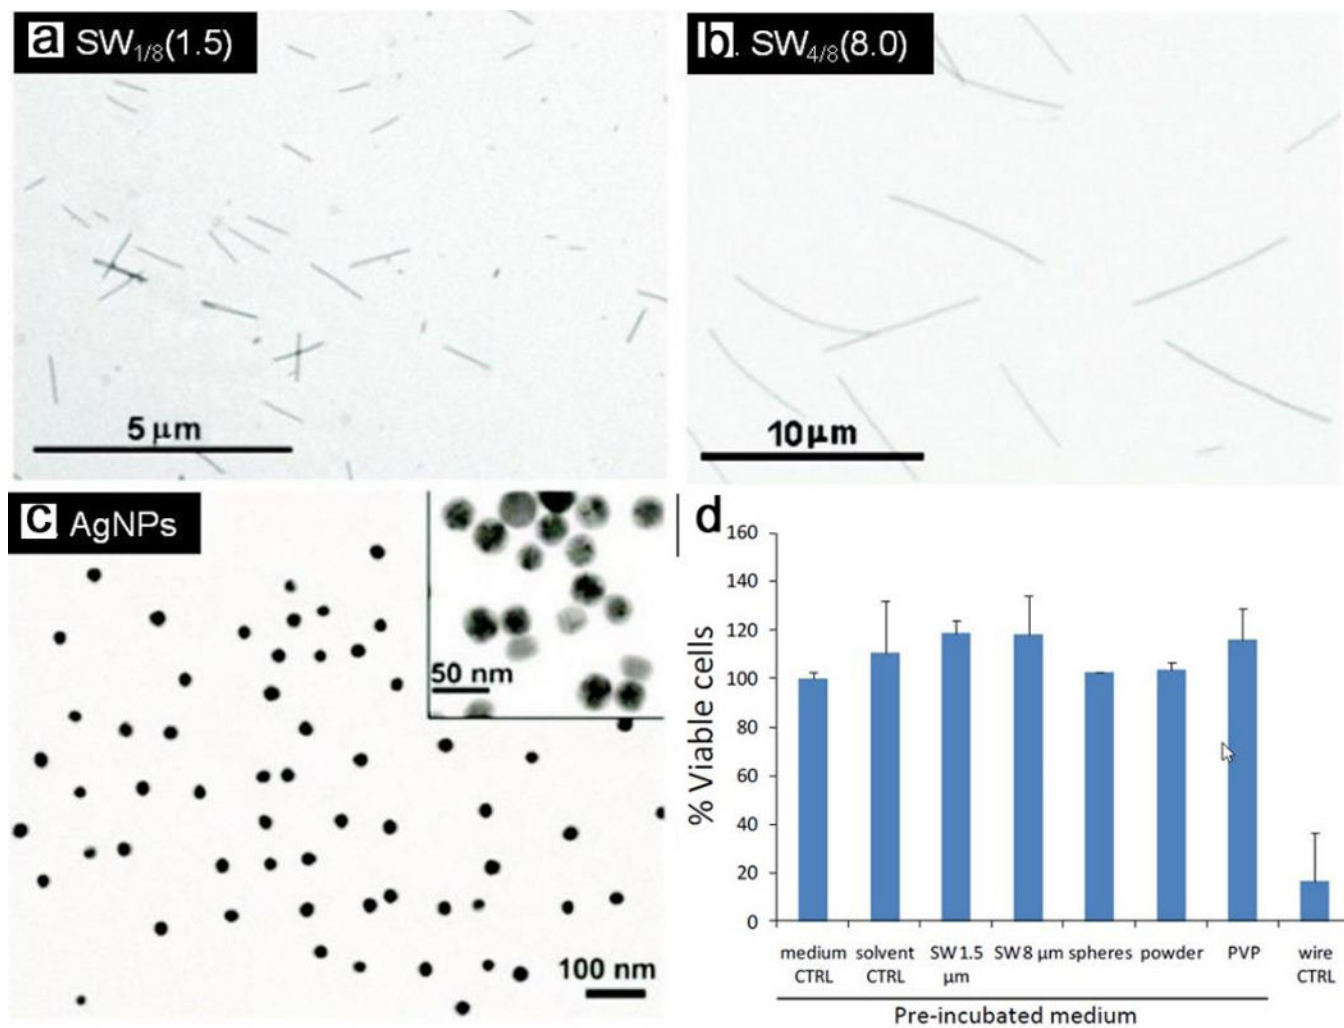 a SW1/8(1.5)
5 μm
b. SW4/8(8.0)
10μm
c. AgNPs
50 nm
100 nm
d
% Viable cells
160
140
120
100
80
60
40
20
0
medium CTRL
solvent CTRL
SW 1.5 μm
SW 8 μm
spheres
powder
PVP
wire CTRL
Pre-incubated medium